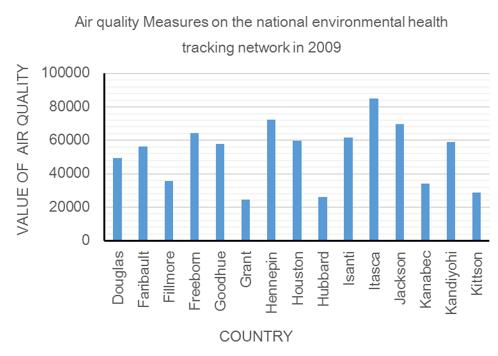 Air quality Measures on the national environmental health
tracking network in 2009
VALUE OF AIR QUALITY
100000
80000
60000
40000
20000
0
Douglas
Faribault
Fillmore
Freeborn
Goodhue
Grant
Hennepin
Houston
Hubbard
Isanti
Itasca
Jackson
Kanabec
Kandiyohi
Kittson
COUNTRY